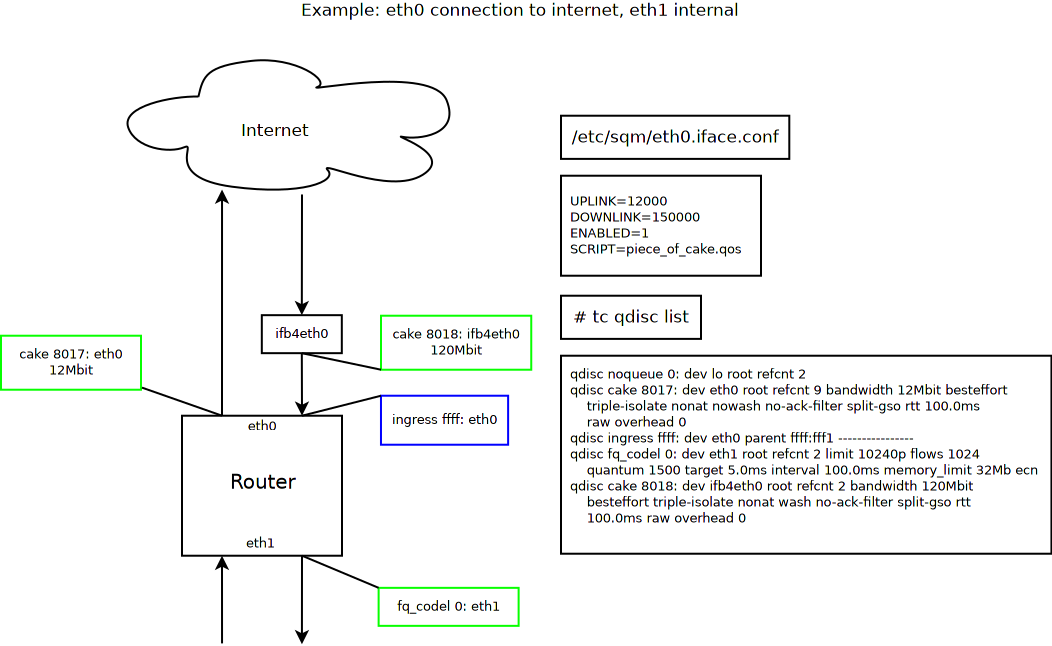 Example: eth0 connection to internet, eth1 internal
Internet
/etc/sqm/eth0.iface.conf
UPLINK=12000
DOWNLINK=150000
ENABLED=1
SCRIPT=piece_of_cake.qos
# tc qdisc list
ifb4eth0
cake 8018: ifb4eth0
120Mbit
cake 8017: eth0
12Mbit
ingress ffff: eth0
eth0
Router
eth1
fq_codel 0: eth1
qdisc noqueue 0: dev lo root refcnt 2
qdisc cake 8017: dev eth0 root refcnt 9 bandwidth 12Mbit besteffort
triple-isolate nonat nowash no-ack-filter split-gso rtt 100.0ms
raw overhead 0
qdisc ingress ffff: dev eth0 parent ffff:fff1 ----------------
qdisc fq_codel 0: dev eth1 root refcnt 2 limit 10240p flows 1024
quantum 1500 target 5.0ms interval 100.0ms memory_limit 32Mb ecn
qdisc cake 8018: dev ifb4eth0 root refcnt 2 bandwidth 120Mbit
besteffort triple-isolate nonat wash no-ack-filter split-gso rtt
100.0ms raw overhead 0